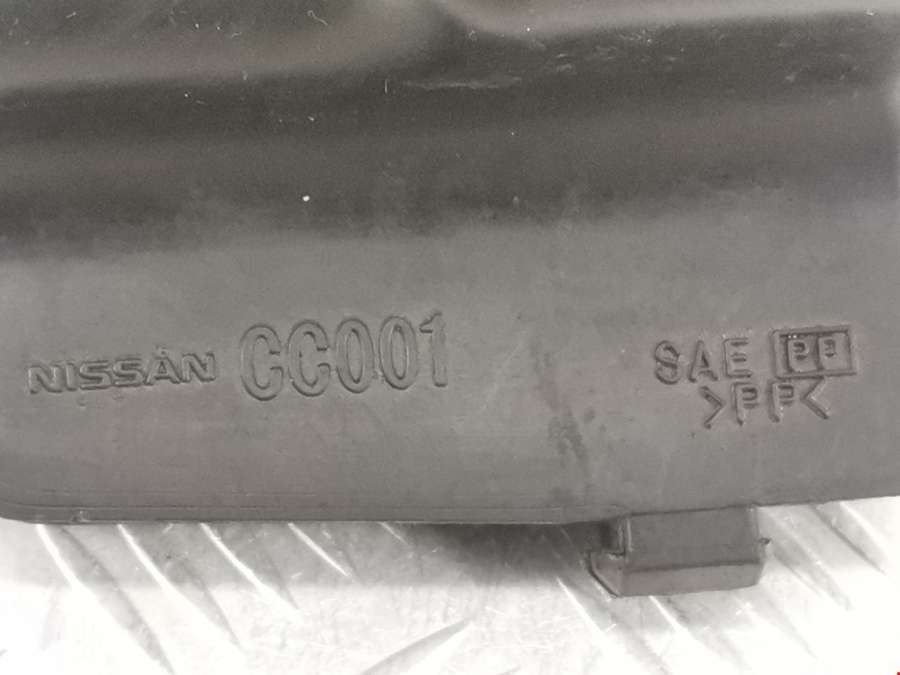 NISSAN CC001
SAE PP
>PP<